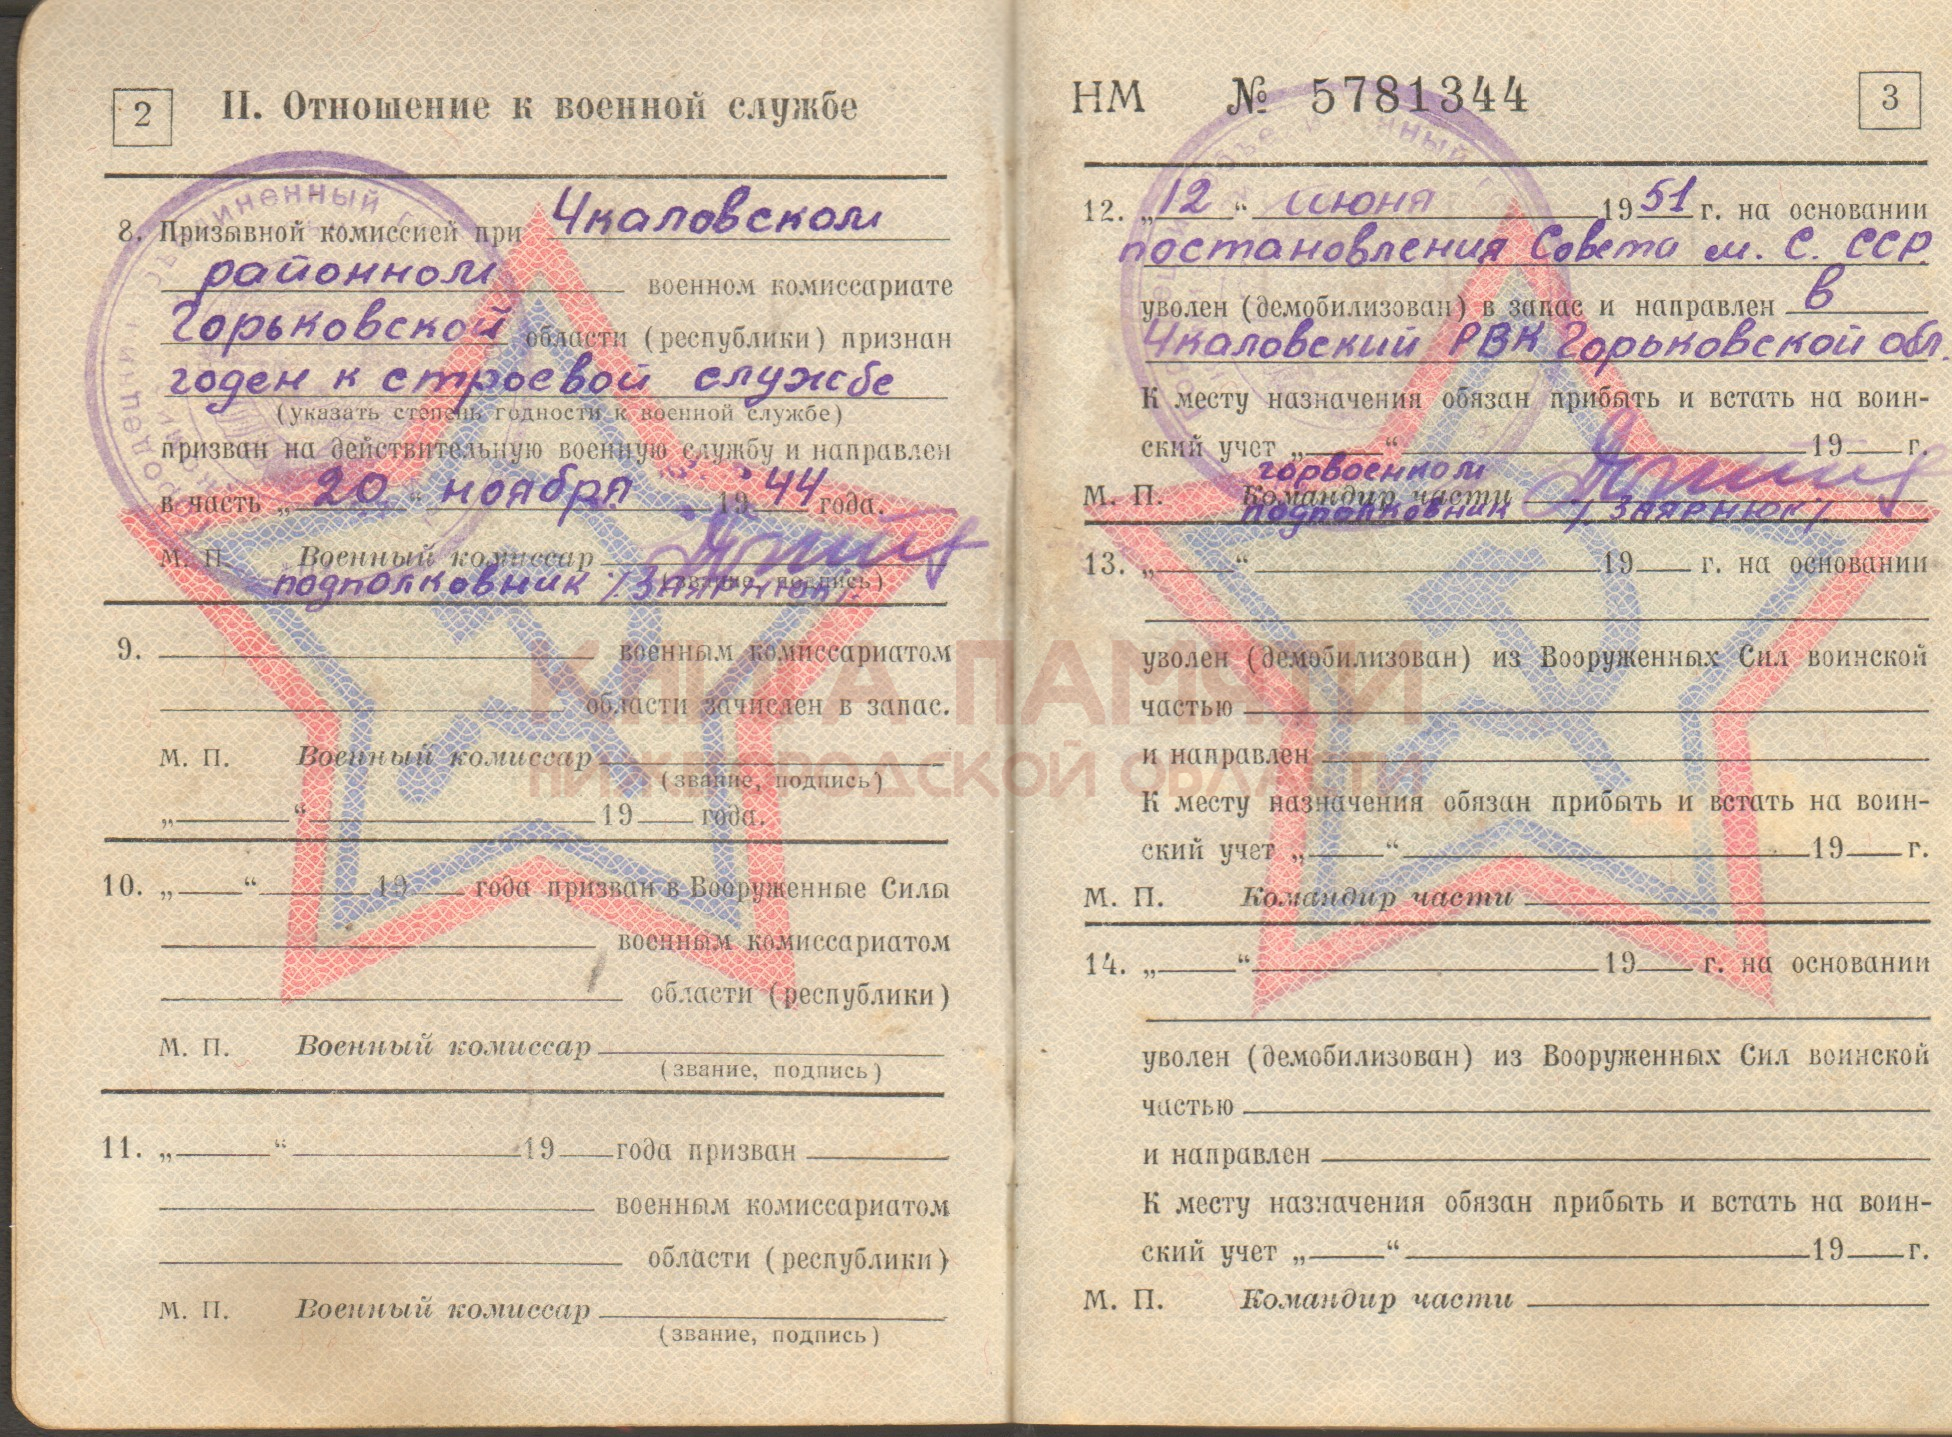 2
II. Отношение к военной службе
8. Призывной комиссией при Чкаловском
районном военном комиссариате
Горьковской области (республики) признан
годен к строевой службе
(указать степень годности к военной службе)
призван на действительную военную службу и направлен
в часть „20“ ноября 1944 года.
М. П. Военный комиссар
(звание, подпись)
подполковник /Знярнюк/
9. военным комиссариатом
области зачислен в запас.
М. П. Военный комиссар
(звание, подпись)
„ “ 19 года.
10. „ “ 19 года призван в Вооруженные Силы
военным комиссариатом
области (республики)
М. П. Военный комиссар
(звание, подпись)
11. „ “ 19 года призван
военным комиссариатом
области (республики)
М. П. Военный комиссар
(звание, подпись)
НМ № 5781344
3
12. „12“ июня 1951 г. на основании
постановления Совета м. С. ССР
уволен (демобилизован) в запас и направлен в
Чкаловский РВК Горьковской обл.
К месту назначения обязан прибыть и встать на воин-
ский учет „ “ 19 г.
горвоенком
М. П. Командир части
подполковник /Знярнюк/
13. „ “ 19 г. на основании
уволен (демобилизован) из Вооруженных Сил воинской
частью
и направлен
К месту назначения обязан прибыть и встать на воин-
ский учет „ “ 19 г.
М. П. Командир части
14. „ “ 19 г. на основании
уволен (демобилизован) из Вооруженных Сил воинской
частью
и направлен
К месту назначения обязан прибыть и встать на воин-
ский учет „ “ 19 г.
М. П. Командир части
КНИГА ПАМЯТИ
НИЖЕГОРОДСКОЙ ОБЛАСТИ